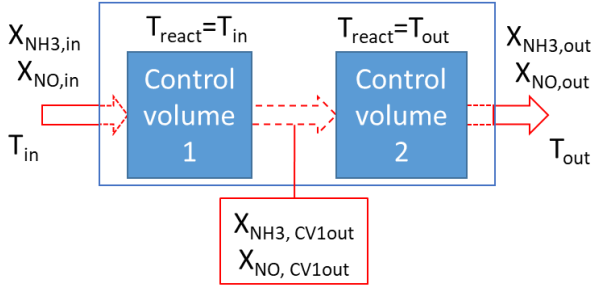 X_NH3,in
X_NO,in
T_in
T_react=T_in
Control
volume
1
T_react=T_out
Control
volume
2
X_NH3,out
X_NO,out
T_out
X_NH3, CV1out
X_NO, CV1out